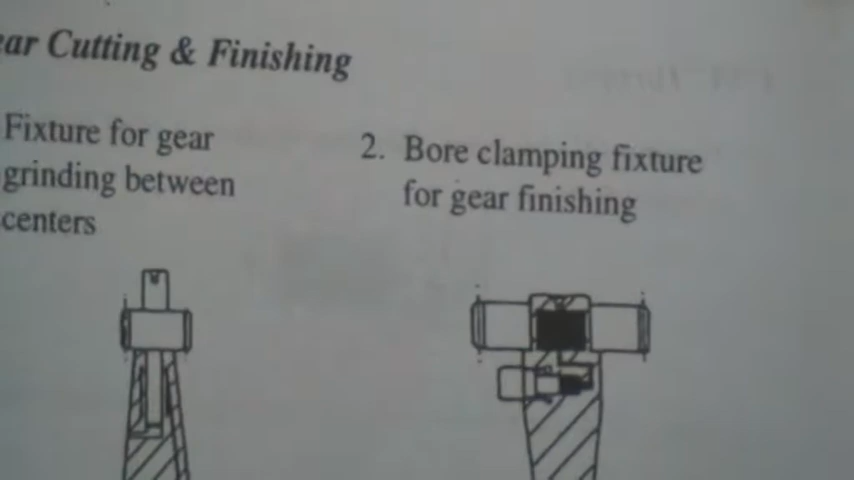 ear Cutting & Finishing
Fixture for gear
grinding between
centers
2. Bore clamping fixture
for gear finishing